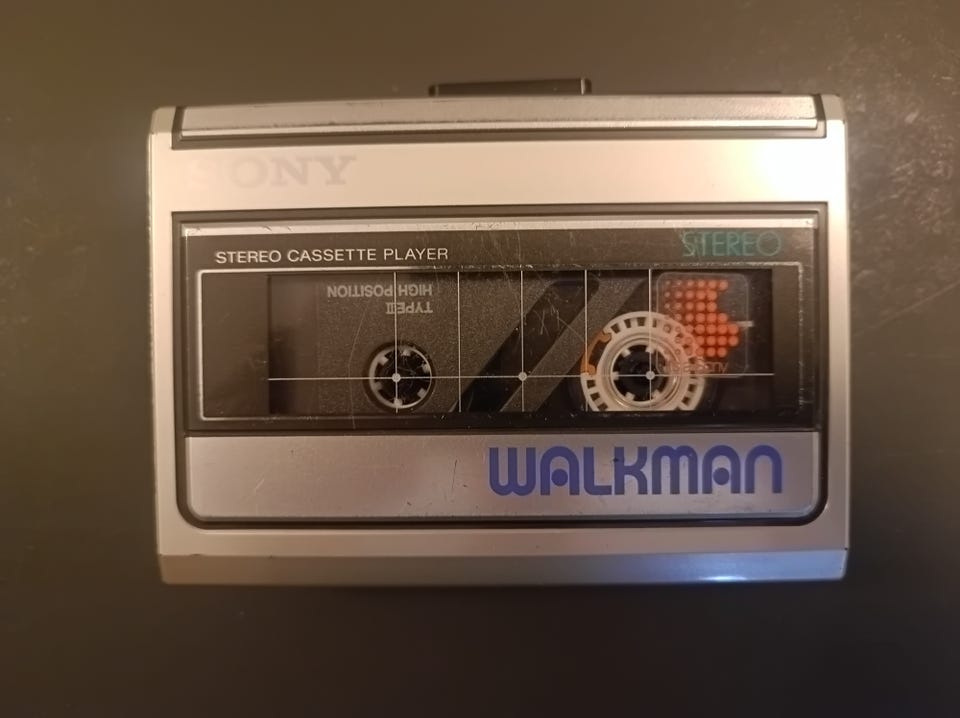 SONY
STEREO CASSETTE PLAYER
STEREO
TYPE II
HIGH POSITION
WALKMAN